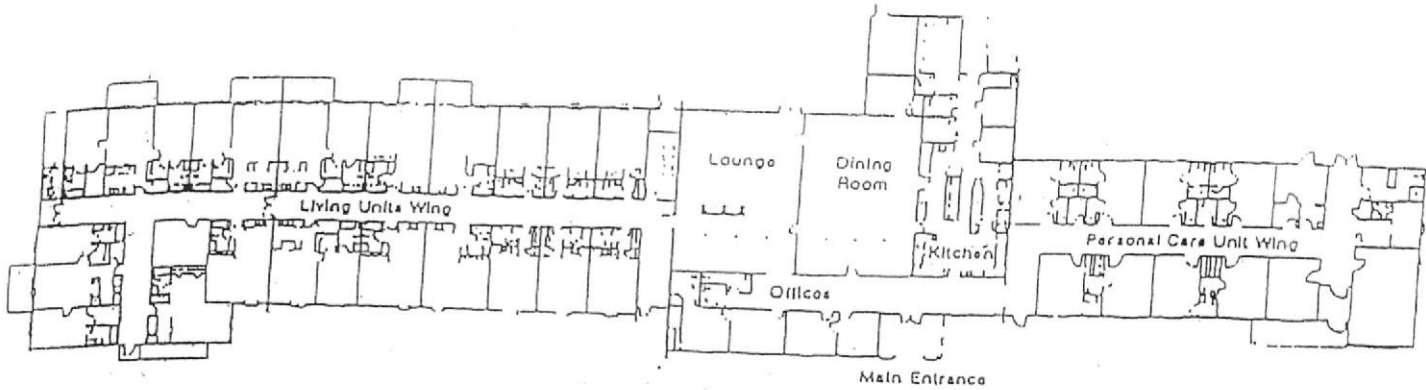 Lounge
Dining
Room
Living Units Wing
Personal Care Unit Wing
Kitchen
Offices
Main Entrance